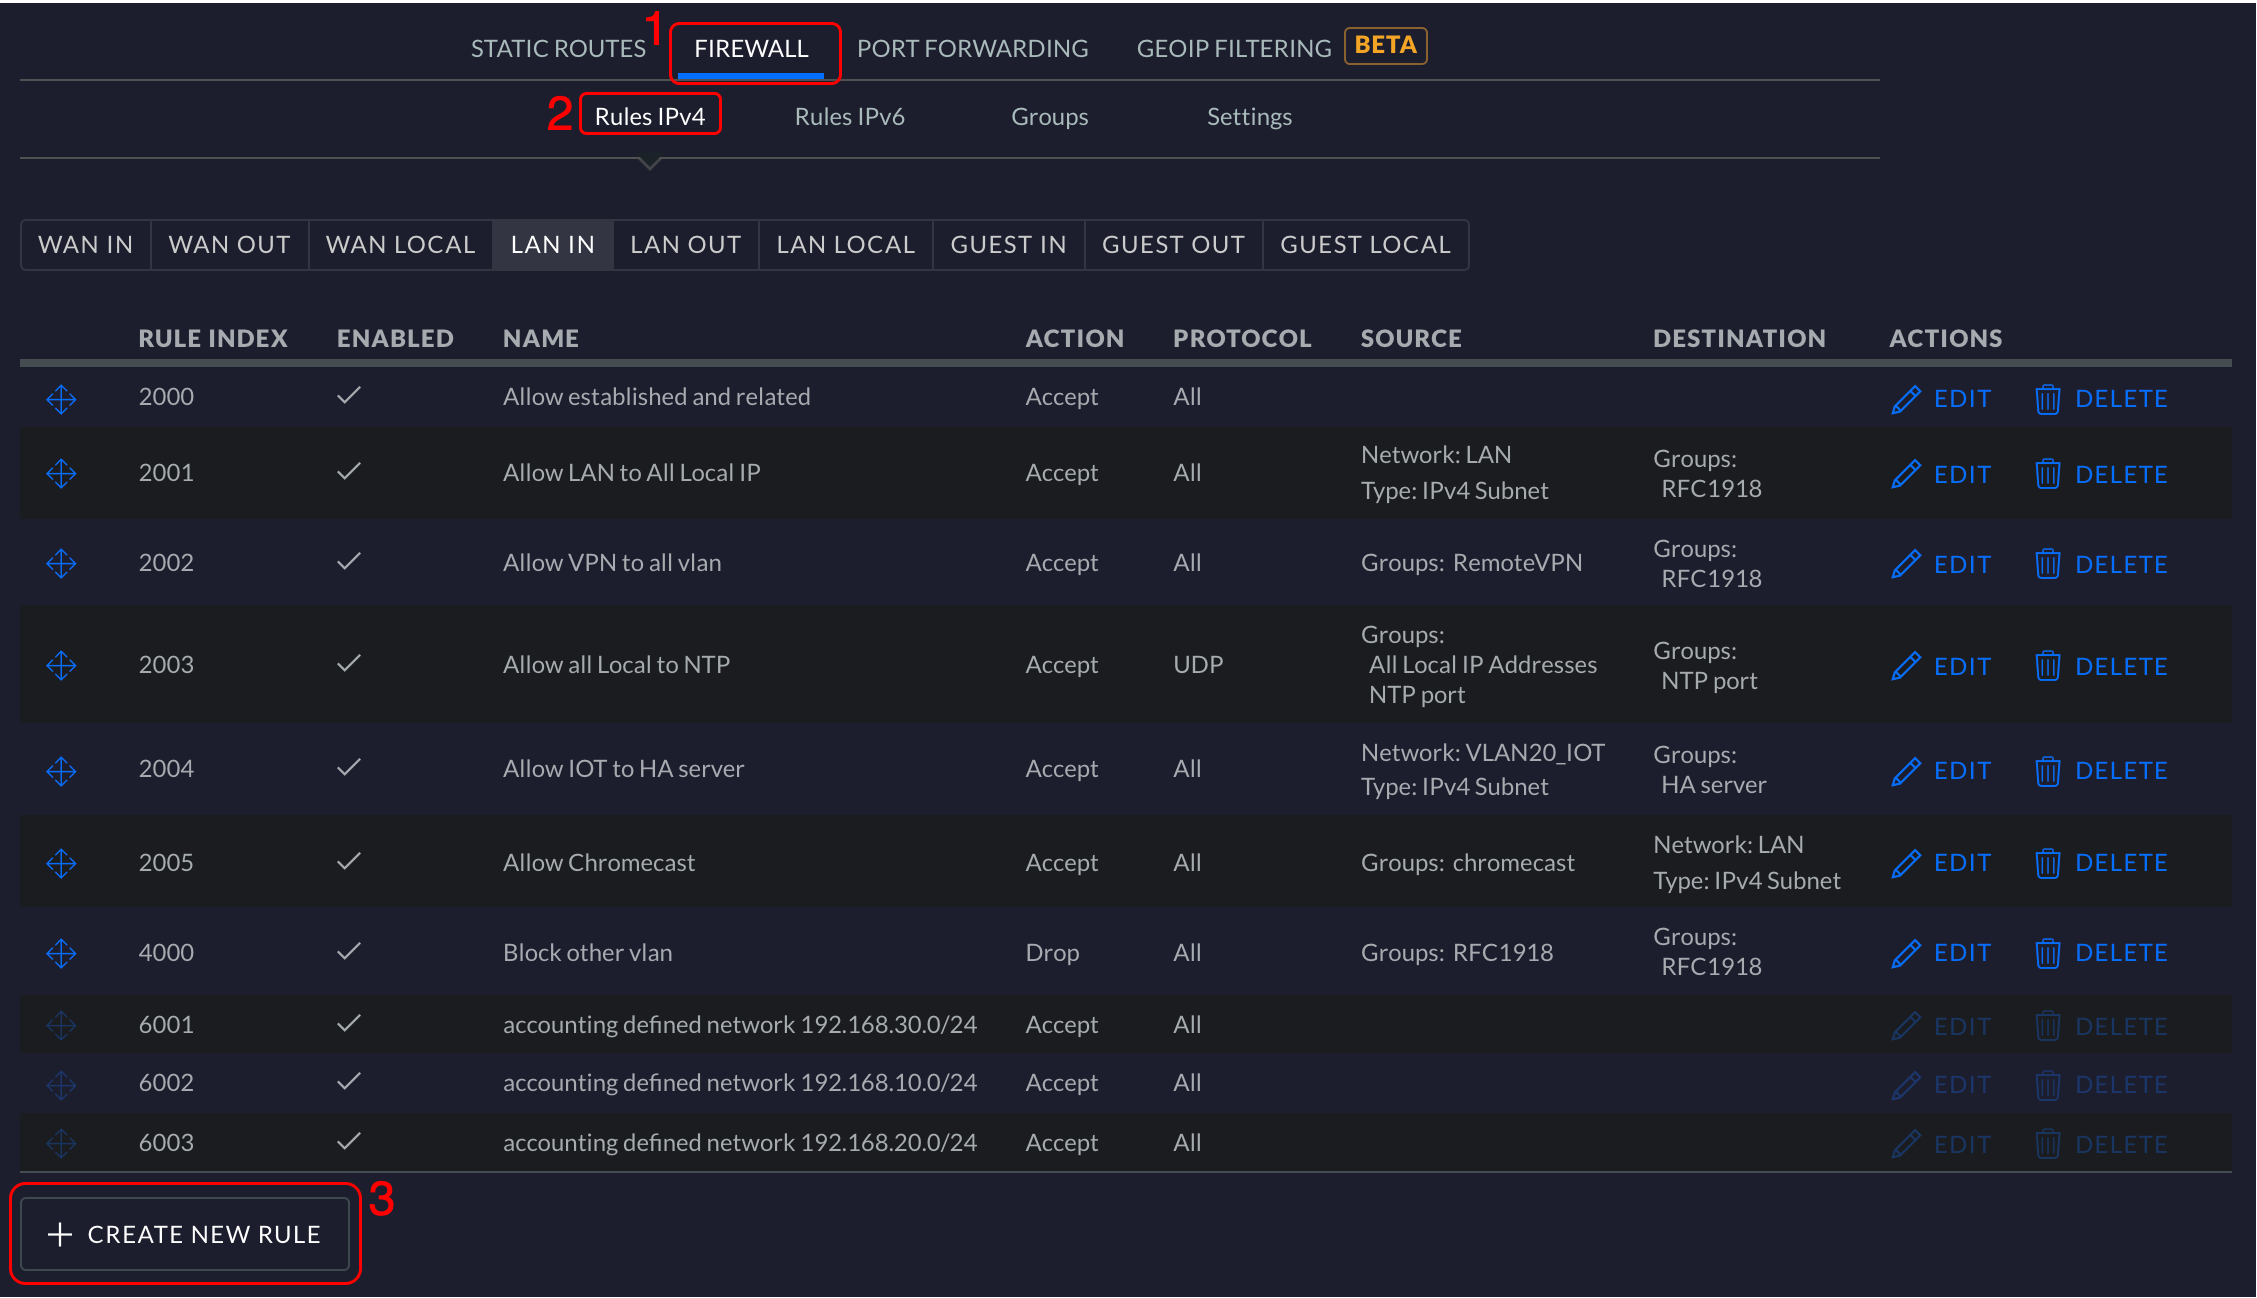 1
STATIC ROUTES FIREWALL PORT FORWARDING GEOIP FILTERING BETA
2 Rules IPv4 Rules IPv6 Groups Settings
WAN IN WAN OUT WAN LOCAL LAN IN LAN OUT LAN LOCAL GUEST IN GUEST OUT GUEST LOCAL
RULE INDEX ENABLED NAME ACTION PROTOCOL SOURCE DESTINATION ACTIONS
2000 Allow established and related Accept All EDIT DELETE
2001 Allow LAN to All Local IP Accept All Network: LAN
Type: IPv4 Subnet Groups:
RFC1918 EDIT DELETE
2002 Allow VPN to all vlan Accept All Groups: RemoteVPN Groups:
RFC1918 EDIT DELETE
2003 Allow all Local to NTP Accept UDP Groups:
All Local IP Addresses
NTP port Groups:
NTP port EDIT DELETE
2004 Allow IOT to HA server Accept All Network: VLAN20_IOT
Type: IPv4 Subnet Groups:
HA server EDIT DELETE
2005 Allow Chromecast Accept All Groups: chromecast Network: LAN
Type: IPv4 Subnet EDIT DELETE
4000 Block other vlan Drop All Groups: RFC1918 Groups:
RFC1918 EDIT DELETE
6001 accounting defined network 192.168.30.0/24 Accept All EDIT DELETE
6002 accounting defined network 192.168.10.0/24 Accept All EDIT DELETE
6003 accounting defined network 192.168.20.0/24 Accept All EDIT DELETE
3
CREATE NEW RULE